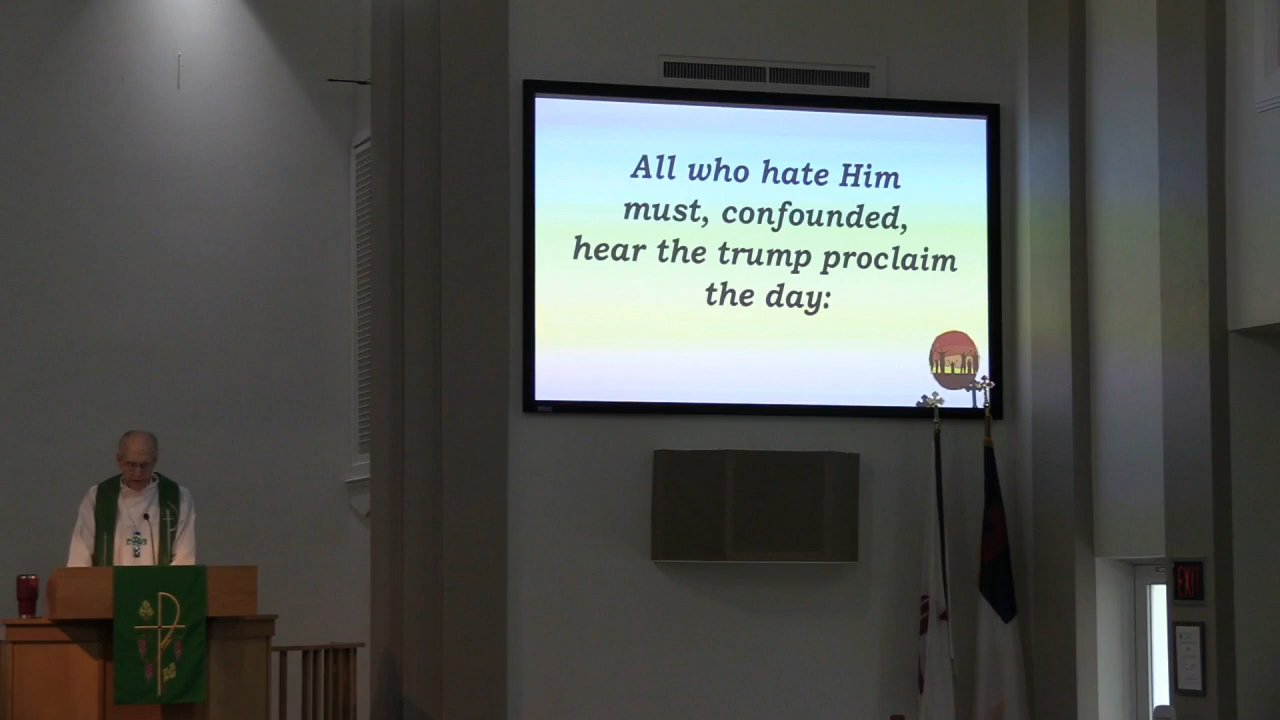 All who hate Him
must, confounded,
hear the trump proclaim
the day:
EXIT